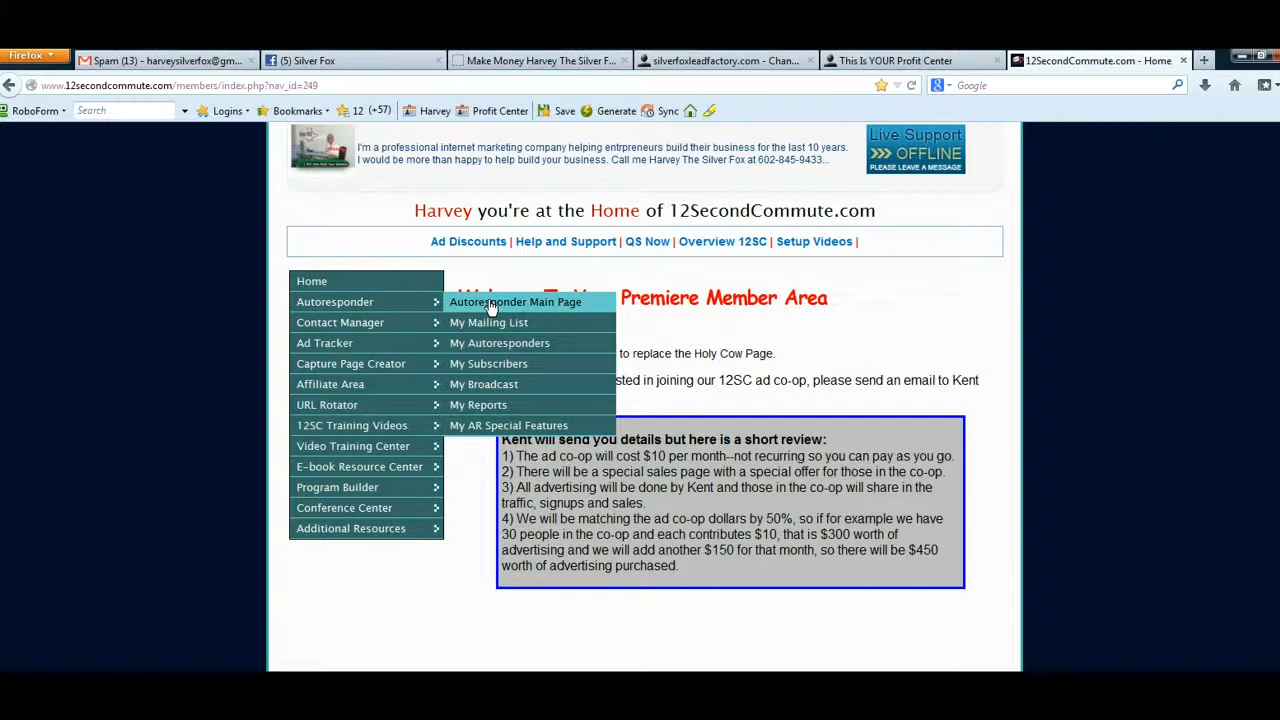 Firefox
Spam (13) - harveysilverfox@gm...
(5) Silver Fox
Make Money Harvey The Silver F...
silverfoxleadfactory.com - Chan...
This Is YOUR Profit Center
12SecondCommute.com - Home
www.12secondcommute.com/members/index.php?nav_id=249
Google
RoboForm
Search
Logins
Bookmarks
12 (+57)
Harvey
Profit Center
Save
Generate
Sync
I'm a professional internet marketing company helping entrpreneurs build their business for the last 10 years.
I would be more than happy to help build your business. Call me Harvey The Silver Fox at 602-845-9433...
Live Support
>>> OFFLINE
PLEASE LEAVE A MESSAGE
Harvey you're at the Home of 12SecondCommute.com
Ad Discounts | Help and Support | QS Now | Overview 12SC | Setup Videos |
Home
Autoresponder
Contact Manager
Ad Tracker
Capture Page Creator
Affiliate Area
URL Rotator
12SC Training Videos
Video Training Center
E-book Resource Center
Program Builder
Conference Center
Additional Resources
Autoresponder Main Page
My Mailing List
My Autoresponders
My Subscribers
My Broadcast
My Reports
My AR Special Features
Premiere Member Area
to replace the Holy Cow Page.
in joining our 12SC ad co-op, please send an email to Kent
Kent will send you details but here is a short review:
1) The ad co-op will cost $10 per month--not recurring so you can pay as you go.
2) There will be a special sales page with a special offer for those in the co-op.
3) All advertising will be done by Kent and those in the co-op will share in the
traffic, signups and sales.
4) We will be matching the ad co-op dollars by 50%, so if for example we have
30 people in the co-op and each contributes $10, that is $300 worth of
advertising and we will add another $150 for that month, so there will be $450
worth of advertising purchased.